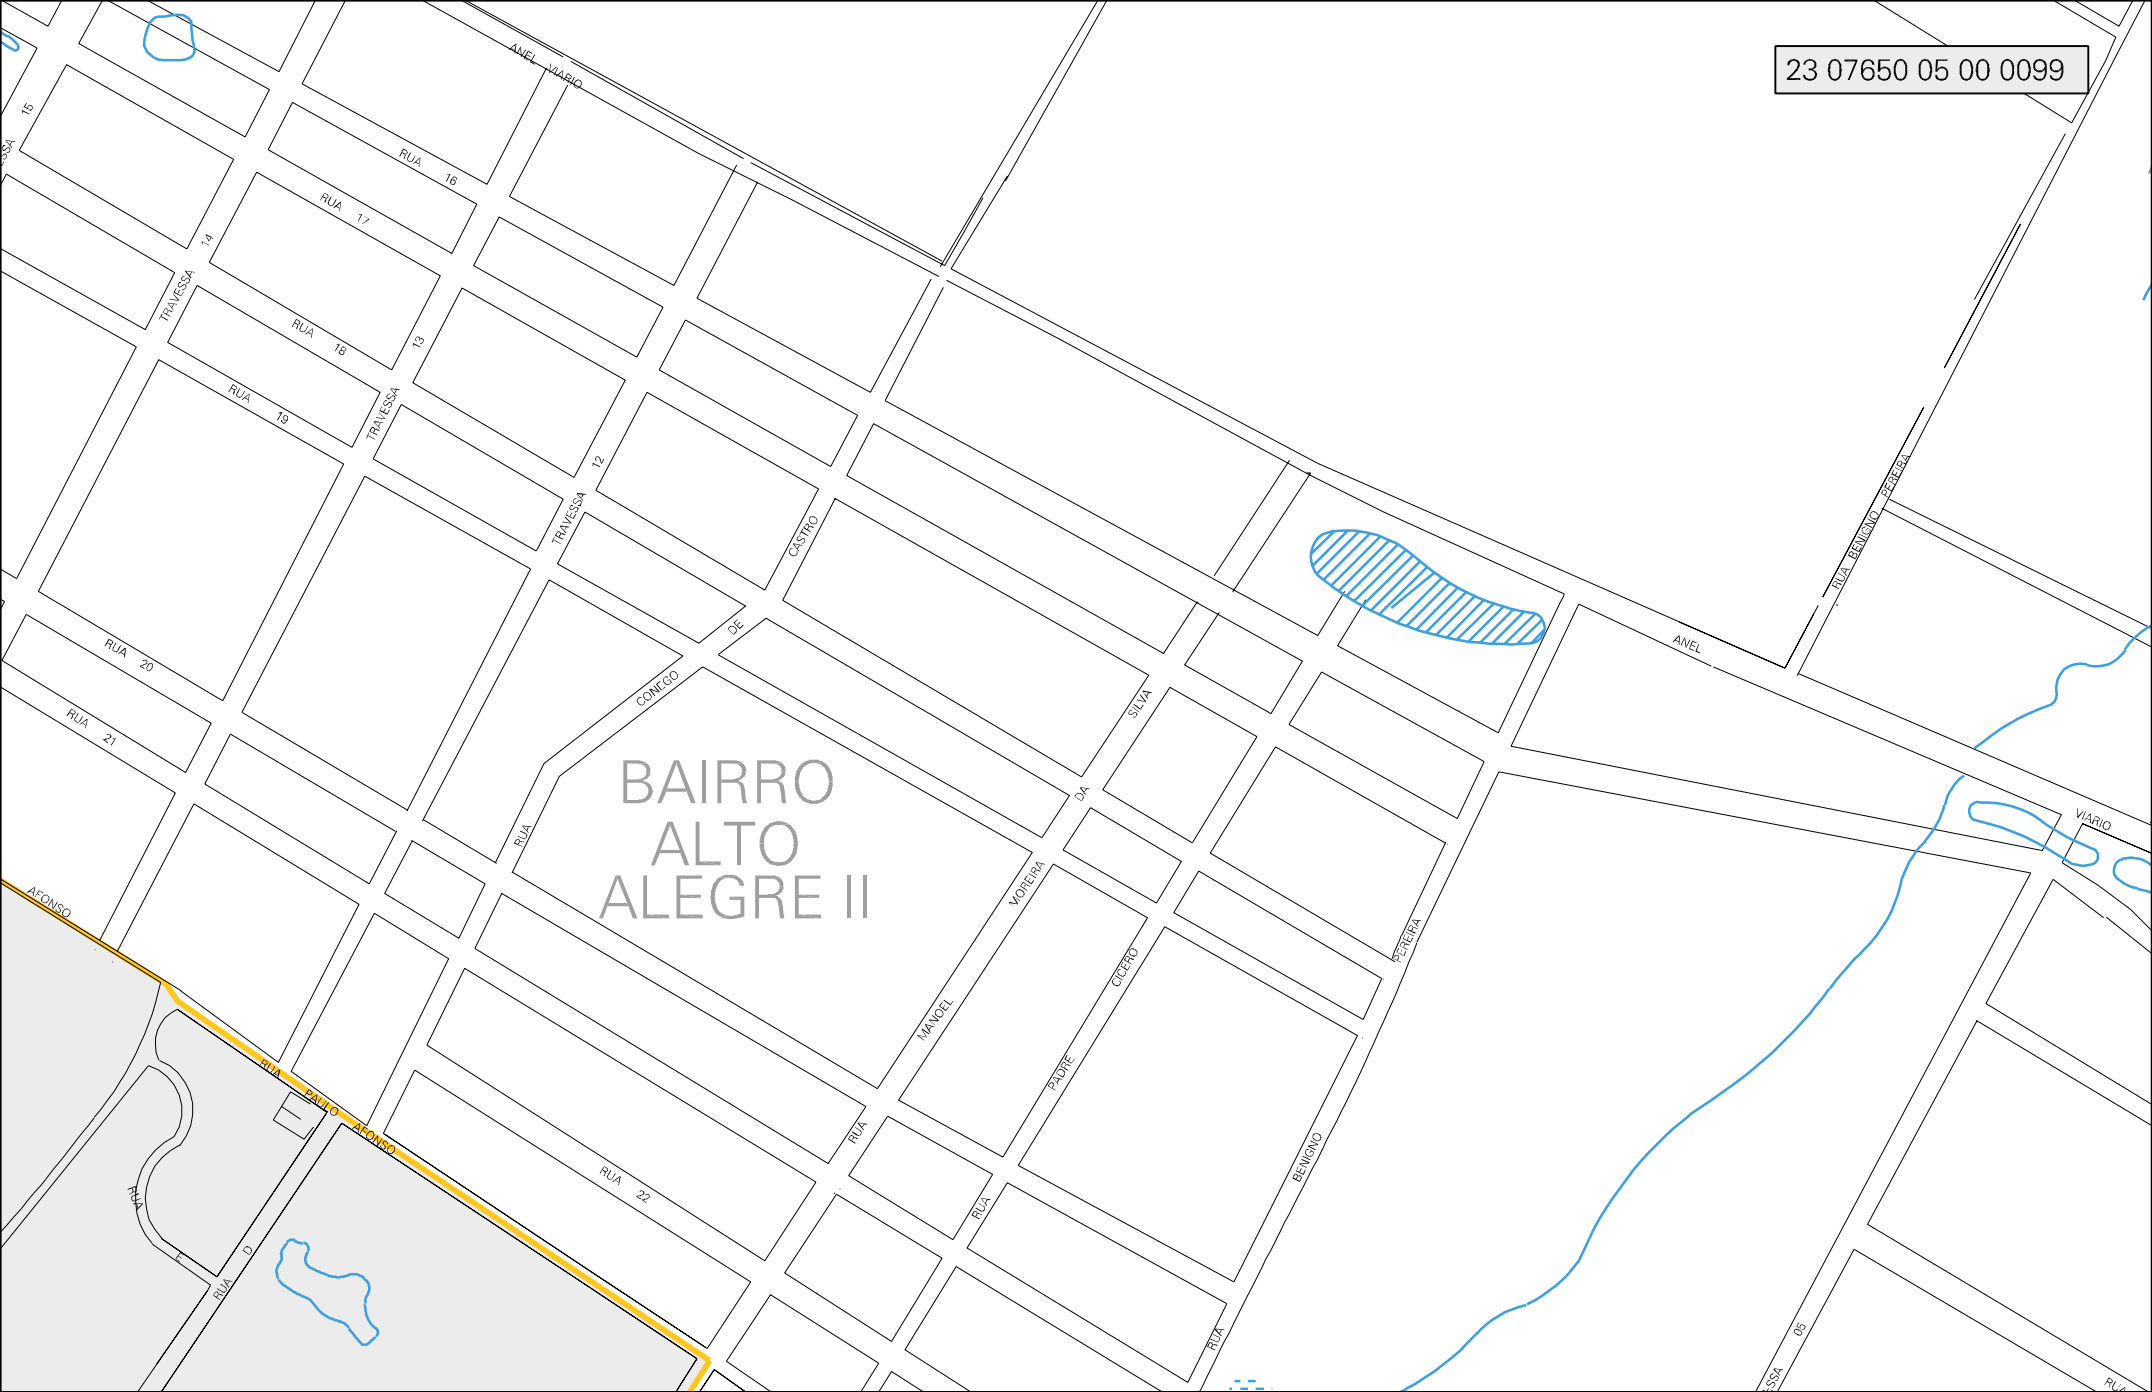 ANEL VIARIO
23 07650 05 00 0099
15
RUA 16
RUA 17
14
TRAVESSA
RUA 18
13
RUA 19
TRAVESSA
12
TRAVESSA
CASTRO
DE
CONEGO
RUA
RUA BENIGNO PEREIRA
ANEL
VIARIO
RUA 20
RUA 21
SILVA
DA
MOREIRA
MANOEL
RUA
BAIRRO
ALTO
ALEGRE II
PEREIRA
BENIGNO
RUA
CICERO
PADRE
RUA
AFONSO
RUA PAULO AFONSO
RUA 22
RUA E
RUA D
05
RUA